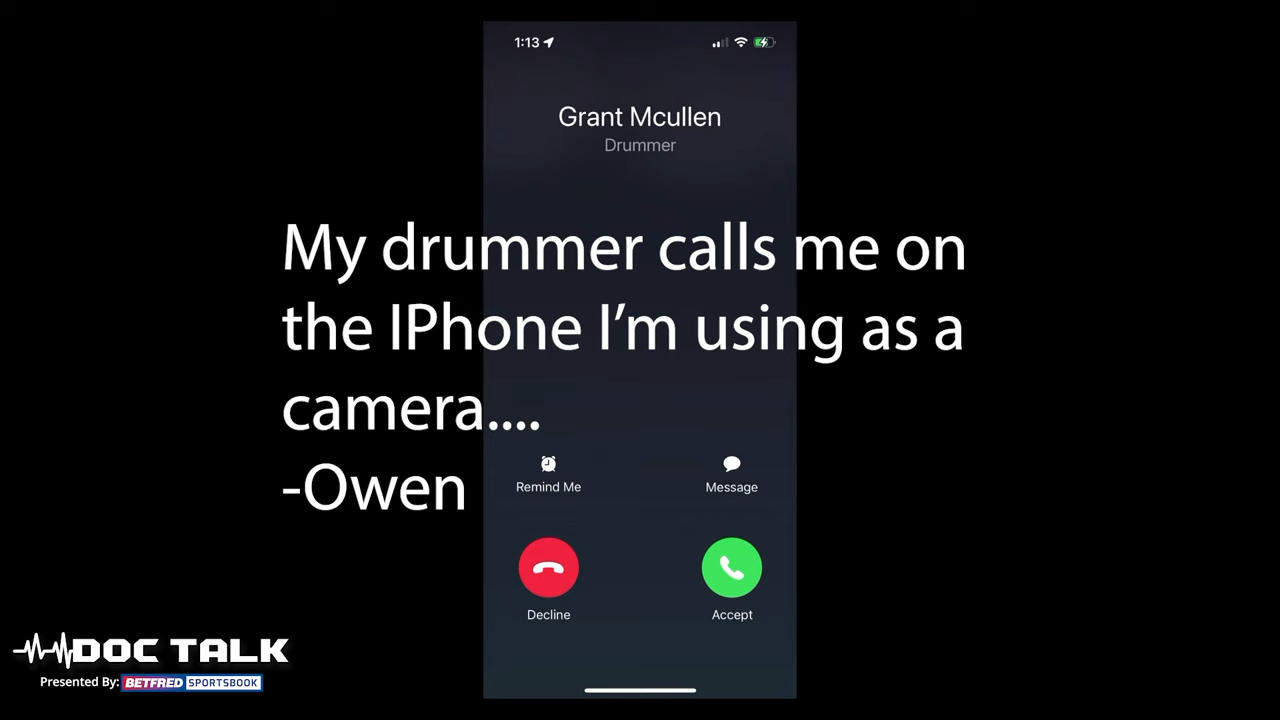 1:13
Grant Mcullen
Drummer
My drummer calls me on
the IPhone I'm using as a
camera....
-Owen
Remind Me
Message
Decline
Accept
DOC TALK
Presented By: BETFRED SPORTSBOOK